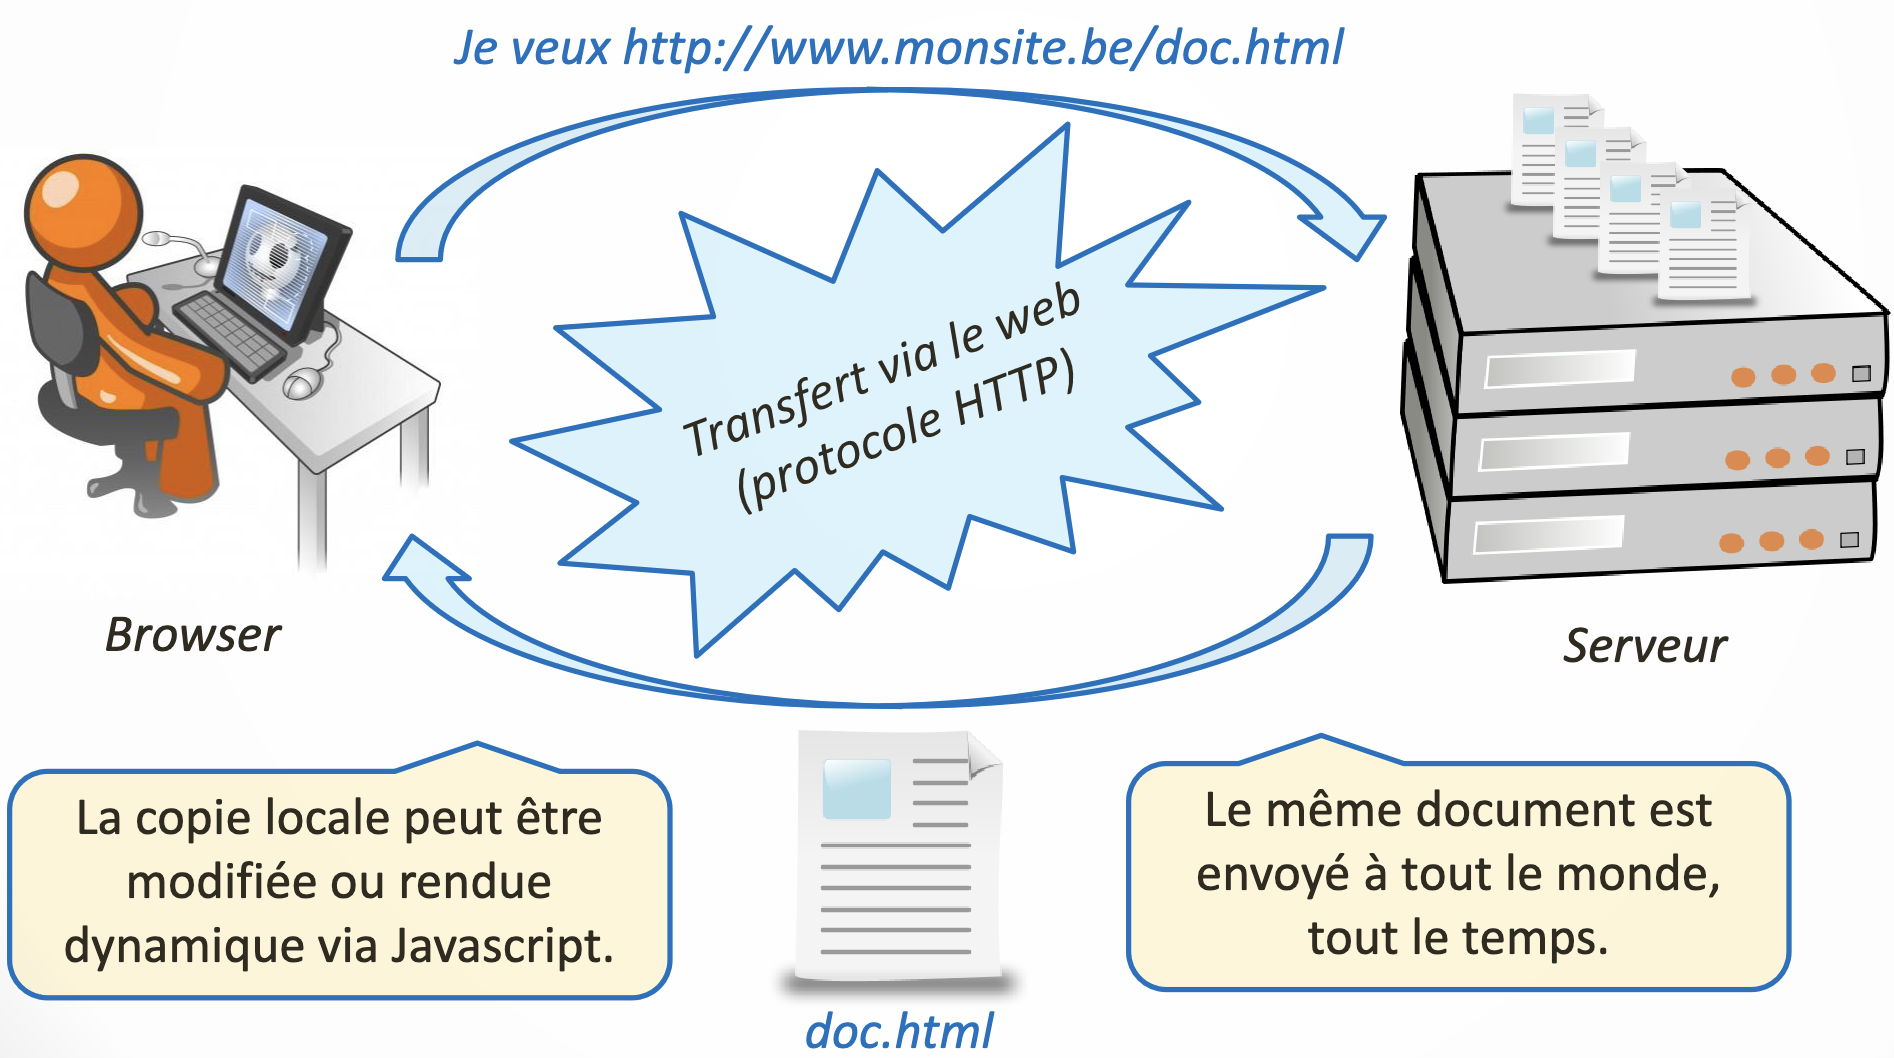 Je veux http://www.monsite.be/doc.html
Transfert via le web
(protocole HTTP)
Browser
Serveur
La copie locale peut être
modifiée ou rendue
dynamique via Javascript.
Le même document est
envoyé à tout le monde,
tout le temps.
doc.html